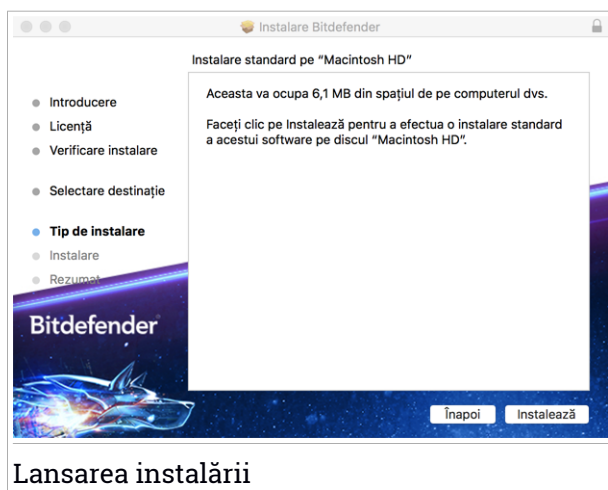 Instalare Bitdefender
Instalare standard pe “Macintosh HD”
Introducere
Licență
Verificare instalare
Selectare destinație
Tip de instalare
Instalare
Rezumat
Aceasta va ocupa 6,1 MB din spațiul de pe computerul dvs.
Faceți clic pe Instalează pentru a efectua o instalare standard
a acestui software pe discul “Macintosh HD”.
Bitdefender
Înapoi
Instalează
Lansarea instalării